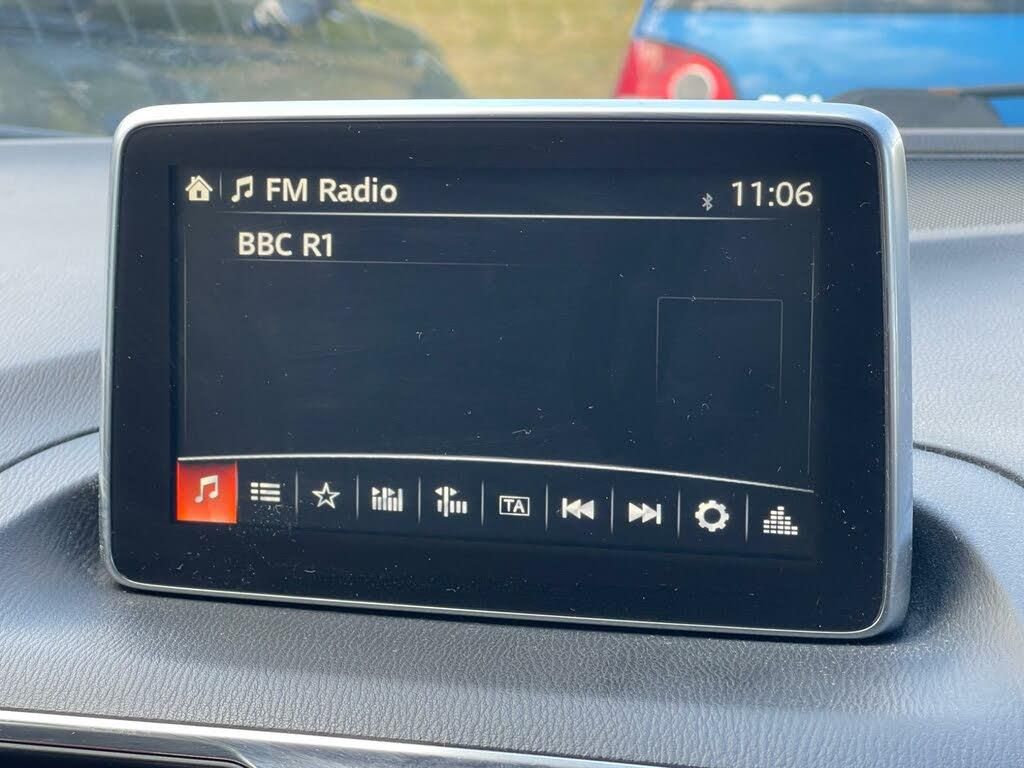 FM Radio
11:06
BBC R1
TA